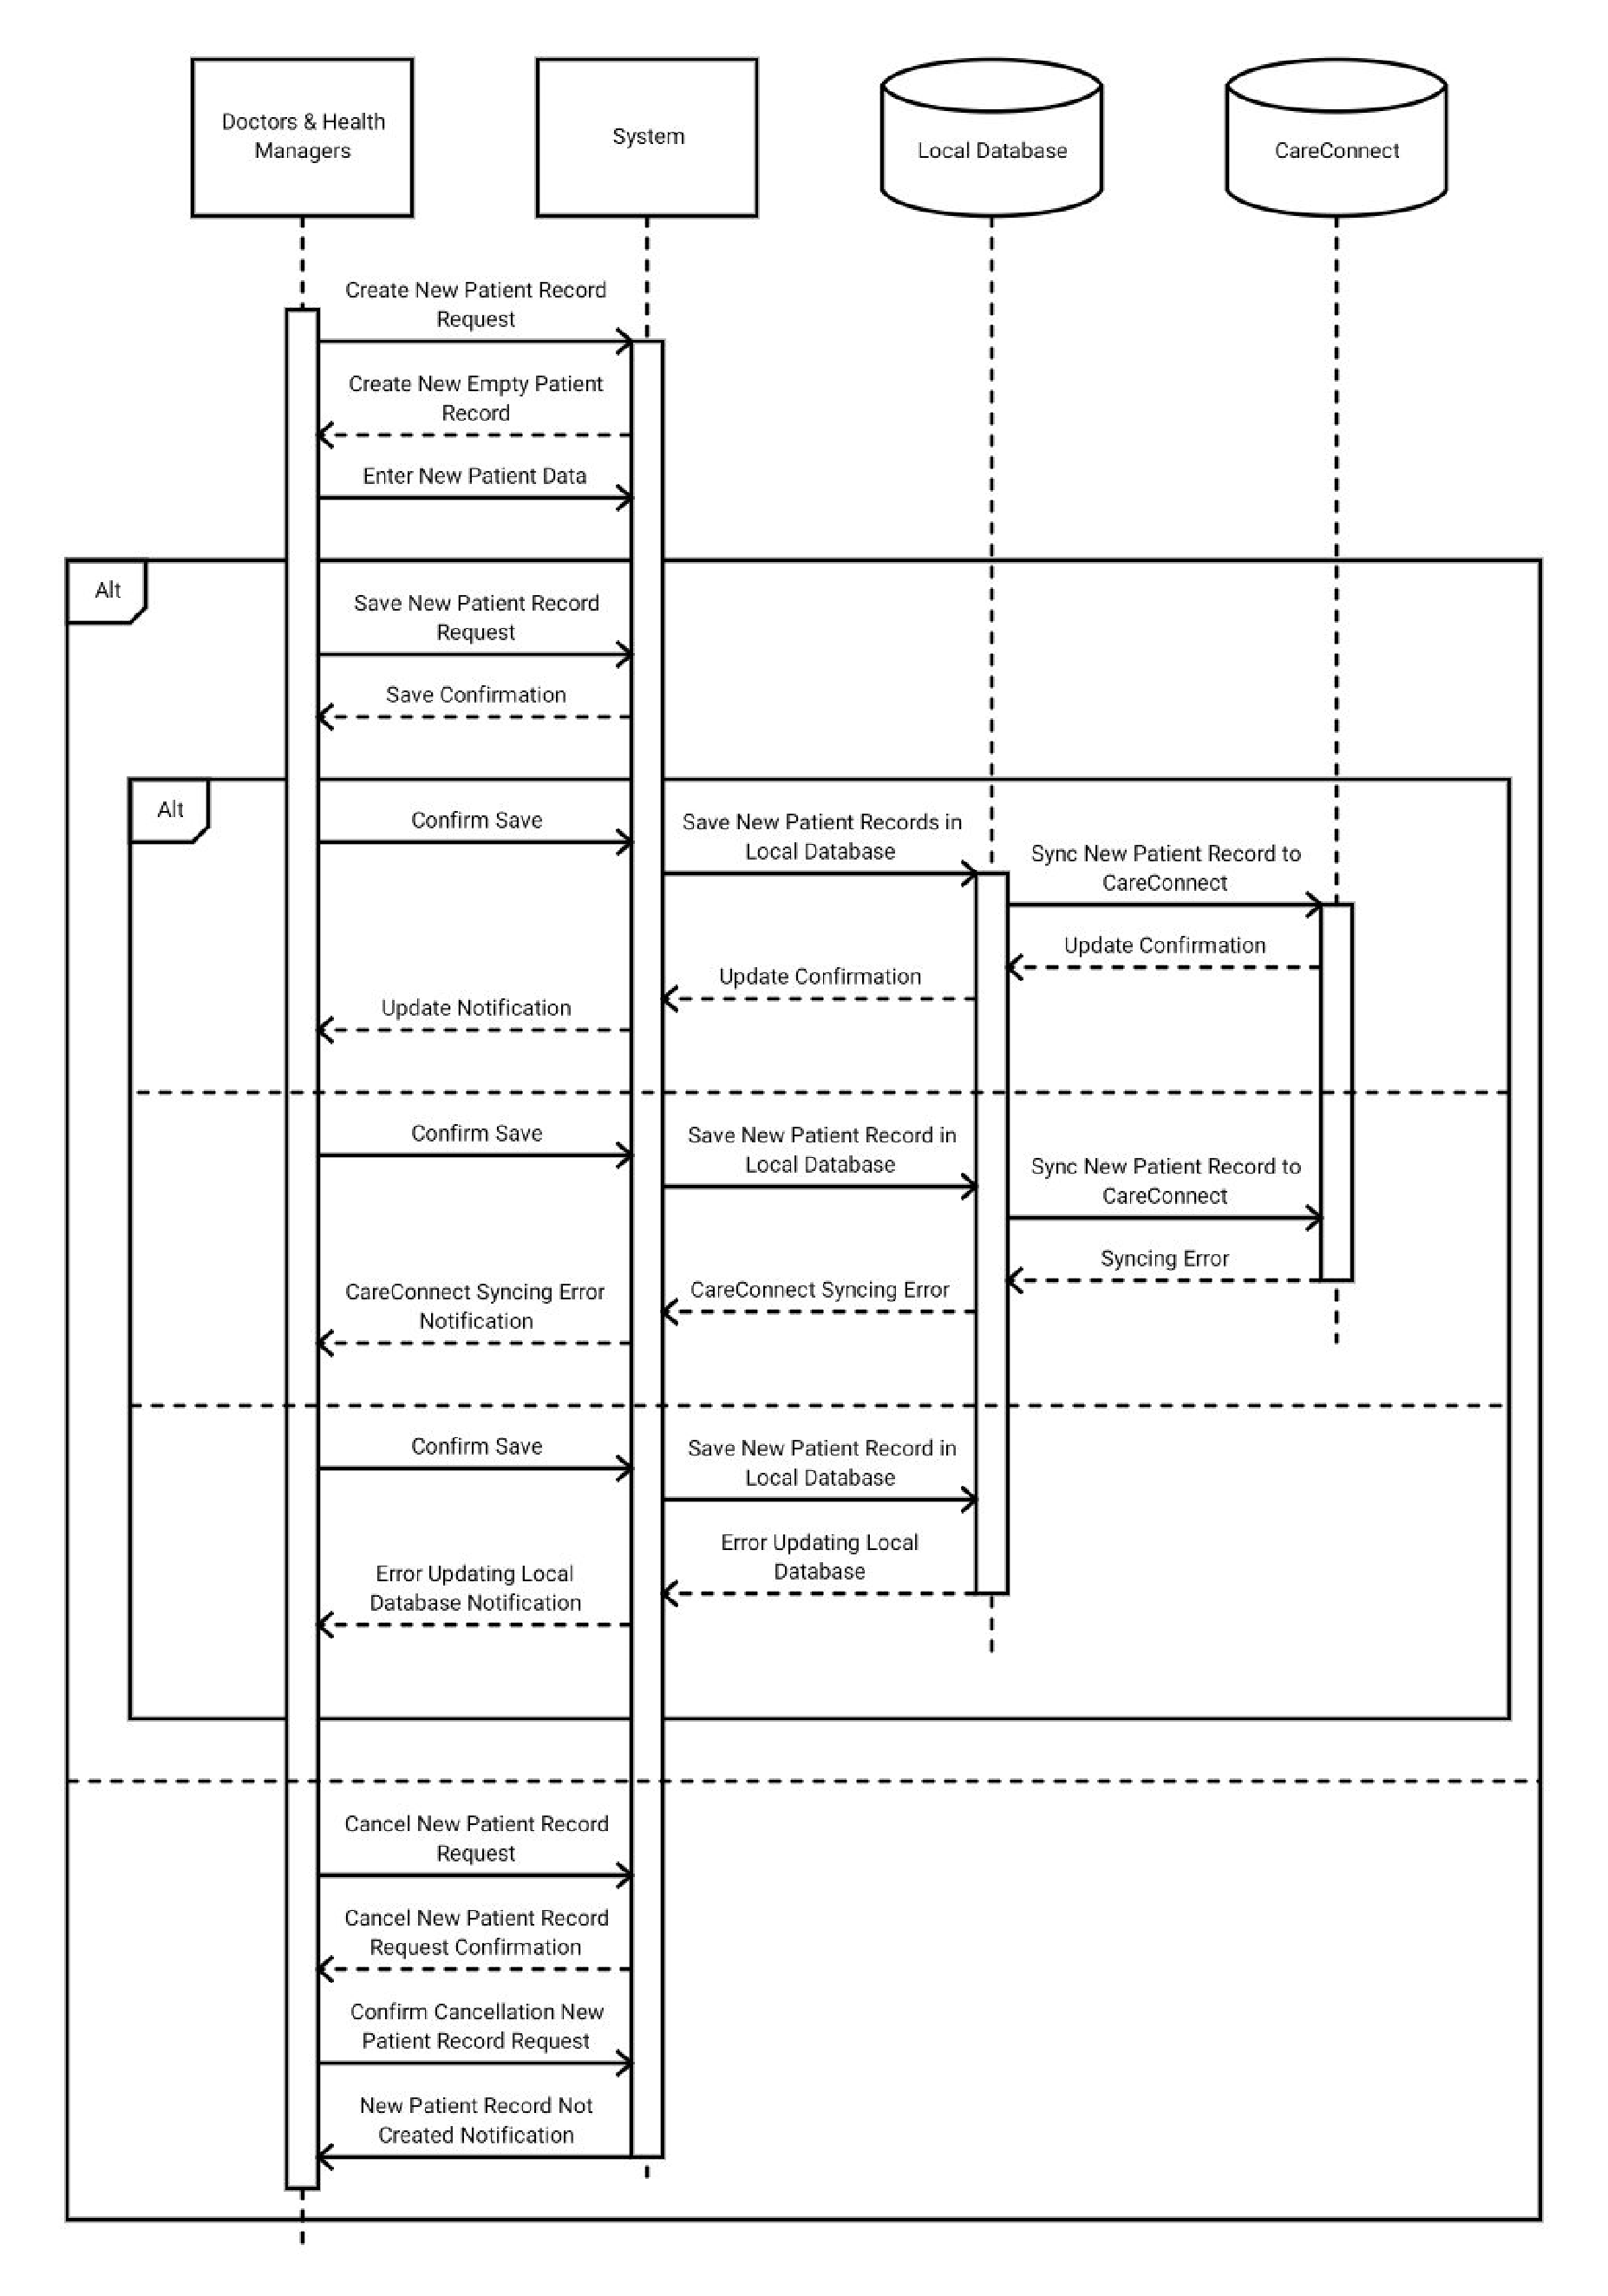 Doctors & Health
Managers
System
Local Database
CareConnect
Create New Patient Record
Request
Create New Empty Patient
Record
Enter New Patient Data
Alt
Save New Patient Record
Request
Save Confirmation
Alt
Confirm Save
Save New Patient Records in
Local Database
Sync New Patient Record to
CareConnect
Update Confirmation
Update Confirmation
Update Notification
Confirm Save
Save New Patient Record in
Local Database
Sync New Patient Record to
CareConnect
Syncing Error
CareConnect Syncing Error
CareConnect Syncing Error
Notification
Confirm Save
Save New Patient Record in
Local Database
Error Updating Local
Database
Error Updating Local
Database Notification
Cancel New Patient Record
Request
Cancel New Patient Record
Request Confirmation
Confirm Cancellation New
Patient Record Request
New Patient Record Not
Created Notification